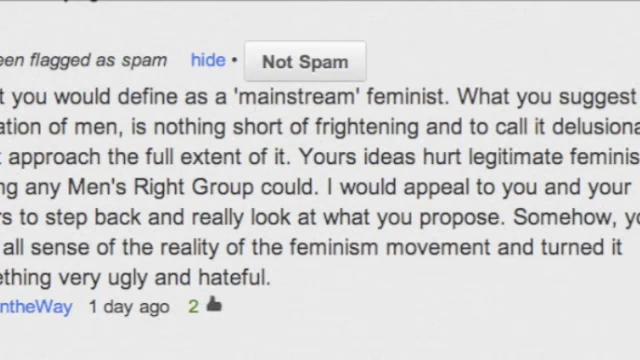 een flagged as spam hide • Not Spam
t you would define as a 'mainstream' feminist. What you suggest
ation of men, is nothing short of frightening and to call it delusiona
approach the full extent of it. Yours ideas hurt legitimate feminis
ng any Men's Right Group could. I would appeal to you and your
rs to step back and really look at what you propose. Somehow, yo
all sense of the reality of the feminism movement and turned it
ething very ugly and hateful.
ntheWay 1 day ago 2